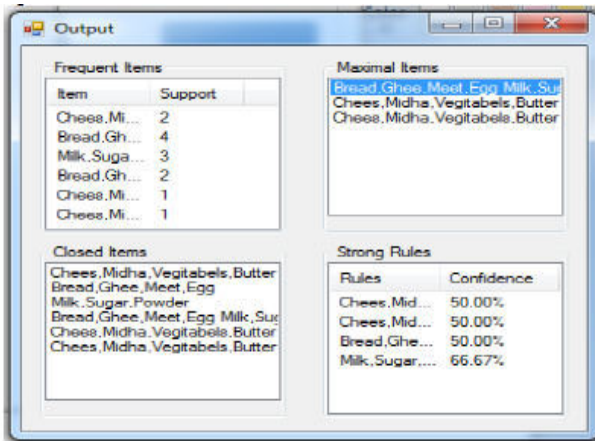 Output
Frequent Items
Item Support
Chees,Mi... 2
Bread,Ghe... 4
Milk,Suga... 3
Bread,Gh... 2
Chees,Mi... 1
Chees,Mi... 1
Maximal Items
Bread,Ghee,Meet,Egg Milk,Sug
Chees,Midha,Vegitabels,Butter
Chees,Midha,Vegitabels,Butter
Closed Items
Chees,Midha,Vegitabels,Butter
Bread,Ghee,Meet,Egg
Milk,Sugar,Powder
Bread,Ghee,Meet,Egg Milk,Sug
Chees,Midha,Vegitabels,Butter
Chees,Midha,Vegitabels,Butter
Strong Rules
Rules Confidence
Chees,Mid... 50.00%
Chees,Mid... 50.00%
Bread,Ghe... 50.00%
Milk,Sugar,... 66.67%